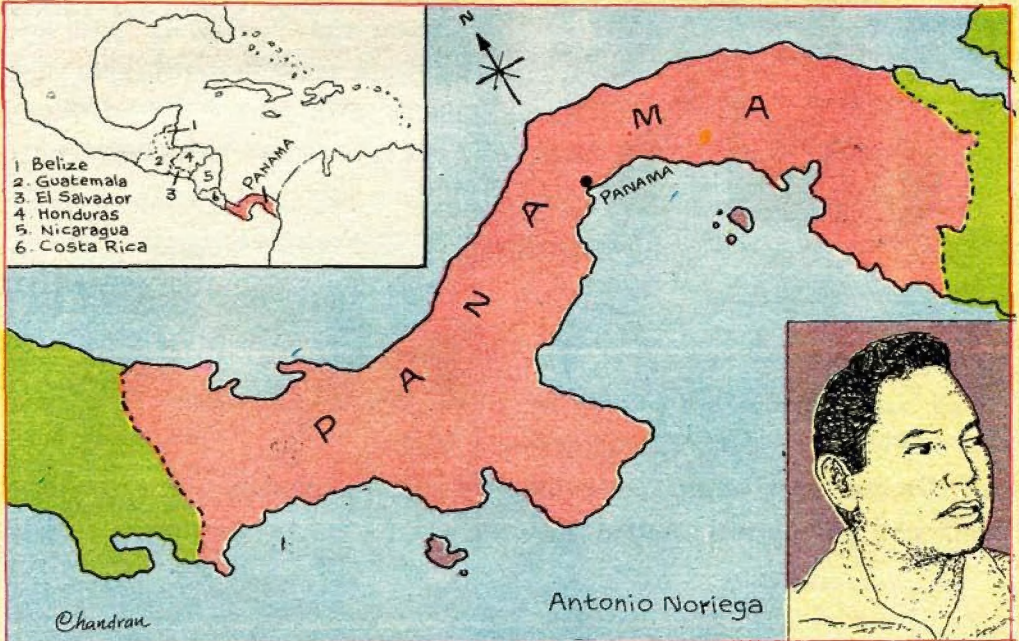 N
1
2
4
5
3
6
PANAMA
1 Belize
2. Guatemala
3. El Salvador
4. Honduras
5. Nicaragua
6. Costa Rica
PANAMA
PANAMA
Antonio Noriega
Chandran